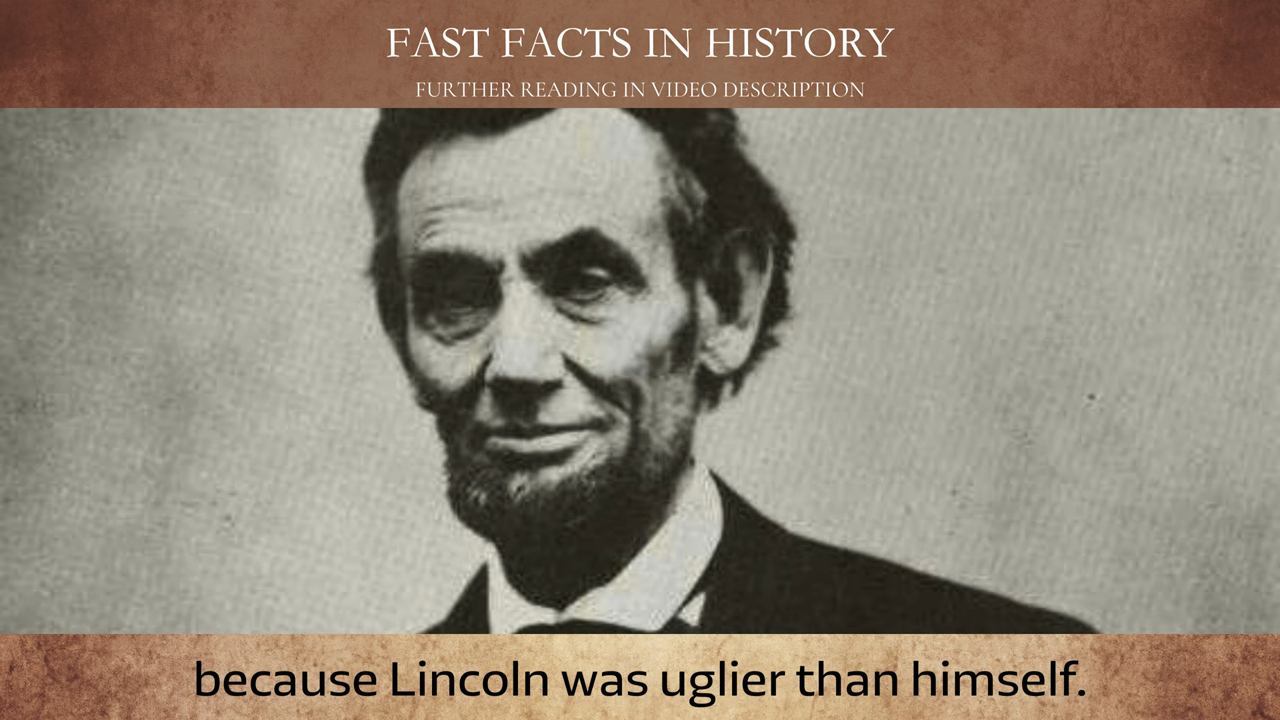 FAST FACTS IN HISTORY
FURTHER READING IN VIDEO DESCRIPTION
because Lincoln was uglier than himself.